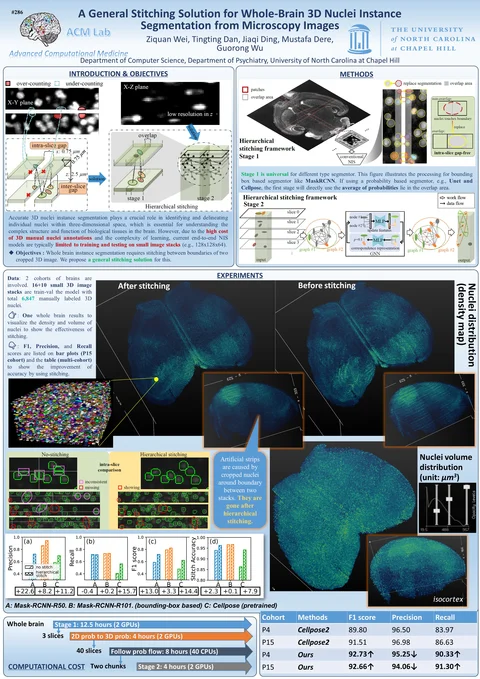 #286
A General Stitching Solution for Whole-Brain 3D Nuclei Instance
Segmentation from Microscopy Images
Ziquan Wei, Tingting Dan, Jiaqi Ding, Mustafa Dere,
Guorong Wu
Department of Computer Science, Department of Psychiatry, University of North Carolina at Chapel Hill
ACM Lab
Advanced Computational Medicine
THE UNIVERSITY
of NORTH CAROLINA
at CHAPEL HILL
INTRODUCTION & OBJECTIVES
over-counting
under-counting
X-Y plane
X-Z plane
low resolution in z
intra-slice gap
inter-slice
gap
overlap
stage 1
stage 2
Hierarchical stitching
Accurate 3D nuclei instance segmentation plays a crucial role in identifying and delineating
individual nuclei within three-dimensional space, which is essential for understanding the
complex structure and function of biological tissues in the brain. However, due to the high cost
of 3D manual nuclei annotations and the complexity of learning, current end-to-end NIS
models are typically limited to training and testing on small image stacks (e.g. 128x128x64).
❖ Objectives : Whole brain instance segmentation requires stitching between boundaries of two
cropped 3D image. We propose a general stitching solution for this.
METHODS
patches
overlap area
Hierarchical
stitching framework
Stage 1
conventional
NIS
replace segmentation
overlap area
nuclei touches boundary
replace
overlaps
intra-slice gap-free
Stage 1 is universal for different type segmentor. This figure illustrates the processing for bounding
box based segmentor like MaskRCNN. If using a probability based segmentor, e.g., Unet and
Cellpose, the first stage will directly use the average of probabilities lie in the overlap area.
Hierarchical stitching framework
Stage 2
work flow
data flow
input
MLP
MLP
GNN
output
EXPERIMENTS
Data: 2 cohorts of brains are
involved. 16+10 small 3D image
stacks are train-val the model with
total 6,847 manually labeled 3D
nuclei.
: One whole brain results to
visualize the density and volume of
nuclei to show the effectiveness of
stitching.
: F1, Precision, and Recall
scores are listed on bar plots (P15
cohort) and the table (multi-cohort)
to show the improvement of
accuracy by using stitching.
After stitching
Before stitching
Nuclei distribution
(density map)
No-stitching
Hierarchical stitching
intra-slice
comparison
inconsistent
missing
showing
Artificial strips
are caused by
cropped nuclei
around boundary
between two
stacks. They are
gone after
hierarchical
stitching.
Nuclei volume
distribution
(unit: μm³)
isocortex
(a)
(b)
(c)
(d)
Precision
Recall
F1 score
Stitch Accuracy
no stitch
hierarchical
stitch
A B C
A B C
A B C
A B C
+22.6 +8.2 +11.2
-0.4 +0.2 +15.7
+13.0 +3.3 +14.4
+2.3 +0.1 +7.9
A: Mask-RCNN-R50. B: Mask-RCNN-R101. (bounding-box based) C: Cellpose (pretrained)
Whole brain
Stage 1: 12.5 hours (2 GPUs)
3 slices
2D prob to 3D prob: 4 hours (2 GPUs)
40 slices
Follow prob flow: 8 hours (40 CPUs)
COMPUTATIONAL COST
Two chunks
Stage 2: 4 hours (2 GPUs)
Cohort Methods F1 score Precision Recall
P4 Cellpose2 89.80 96.50 83.97
P15 Cellpose2 91.51 96.98 86.63
P4 Ours 92.73↑ 95.25↓ 90.33↑
P15 Ours 92.66↑ 94.06↓ 91.30↑